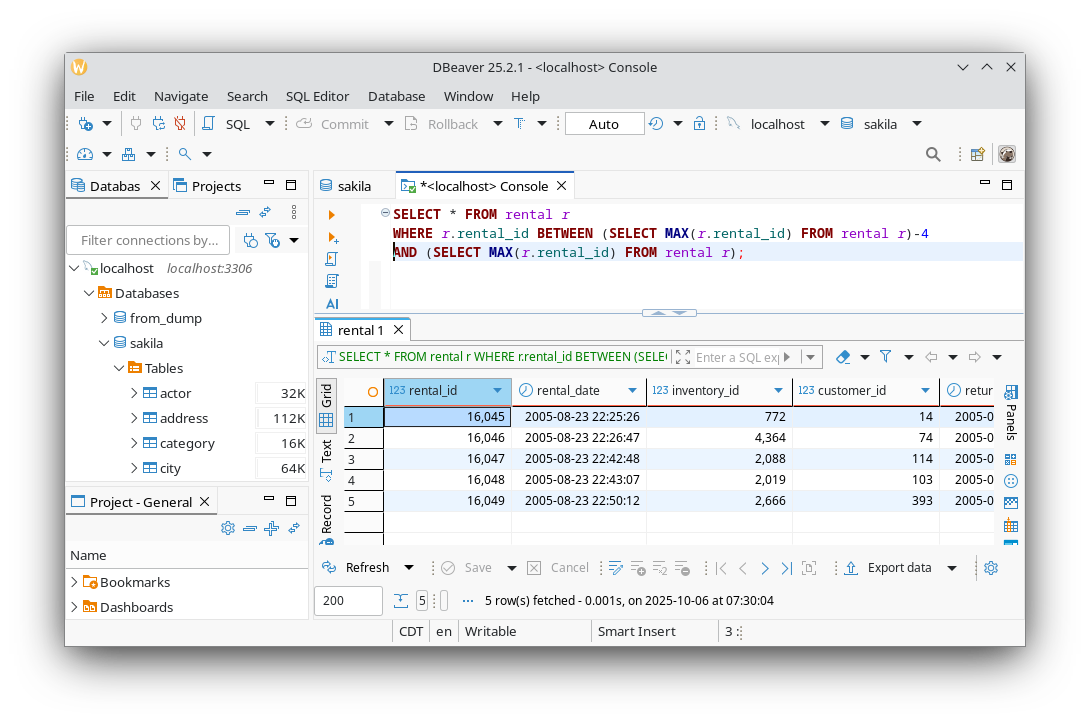 DBeaver 25.2.1 - <localhost> Console
File Edit Navigate Search SQL Editor Database Window Help
SQL Commit Rollback T Auto localhost sakila
Databas Projects
Filter connections by...
localhost localhost:3306
Databases
from_dump
sakila
Tables
actor 32K
address 112K
category 16K
city 64K
Project - General
Name
Bookmarks
Dashboards
sakila *<localhost> Console
SELECT * FROM rental r
WHERE r.rental_id BETWEEN (SELECT MAX(r.rental_id) FROM rental r)-4
AND (SELECT MAX(r.rental_id) FROM rental r);
AI
rental 1
SELECT * FROM rental r WHERE r.rental_id BETWEEN (SELEC Enter a SQL exp
Grid
Text
Record
123 rental_id rental_date 123 inventory_id 123 customer_id retur
1 16,045 2005-08-23 22:25:26 772 14 2005-0
2 16,046 2005-08-23 22:26:47 4,364 74 2005-0
3 16,047 2005-08-23 22:42:48 2,088 114 2005-0
4 16,048 2005-08-23 22:43:07 2,019 103 2005-0
5 16,049 2005-08-23 22:50:12 2,666 393 2005-0
Panels
Refresh Save Cancel Export data
200 5 5 row(s) fetched - 0.001s, on 2025-10-06 at 07:30:04
CDT en Writable Smart Insert 3 :